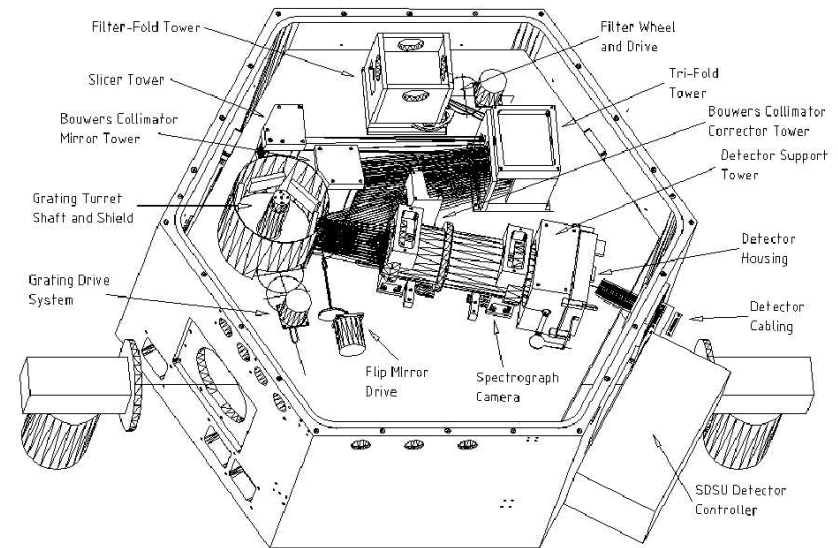 Filter-Fold Tower
Slicer Tower
Bouwers Collimator
Mirror Tower
Grating Turret
Shaft and Shield
Grating Drive
System
Flip MIrror
Drive
Filter Wheel
and Drive
Tri-Fold
Tower
Bouwers Collimator
Corrector Tower
Detector Support
Tower
Detector
Housing
Detector
Cabling
Spectrograph
Camera
SDSU Detector
Controller